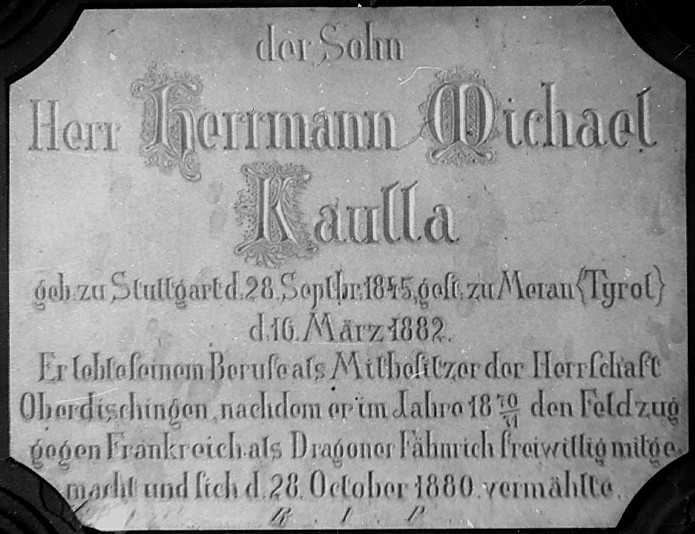 der Sohn
Herr Herrmann Michael
Kaulla
geb. zu Stuttgart d. 28. Septbr. 1845, gest. zu Meran (Tyrol)
d. 16. März 1882.
Er lebte seinem Berufe als Mitbesitzer der Herrschaft
Oberdischingen, nachdem er im Jahre 18 70/71 den Feldzug
gegen Frankreich als Dragoner Fähnrich freiwillig mitge-
macht und sich d. 28. October 1880. vermählte.
R. I. P.